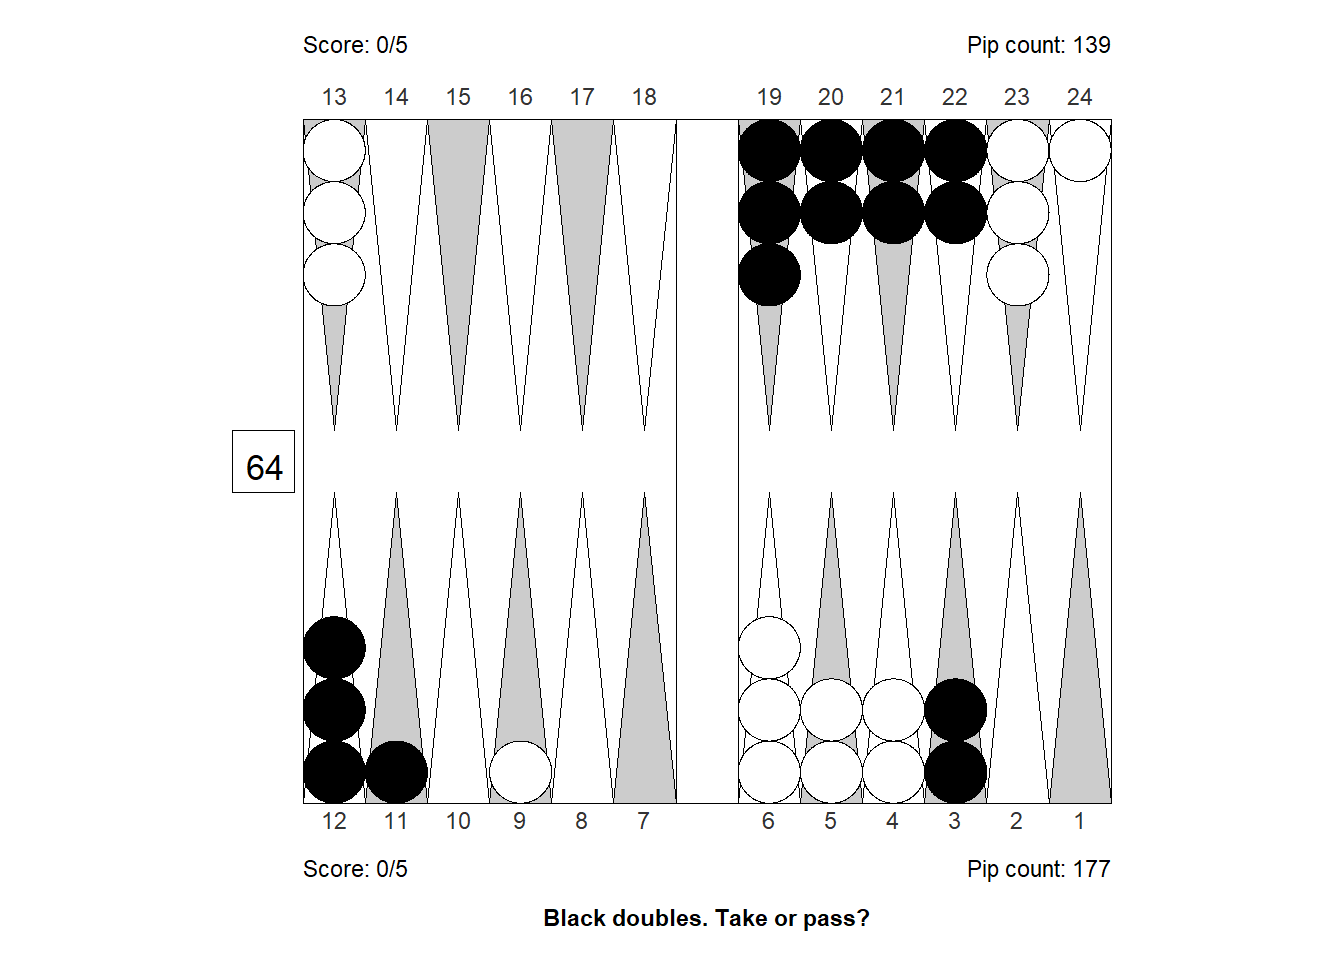 Score: 0/5 Pip count: 139
13 14 15 16 17 18 19 20 21 22 23 24
64
12 11 10 9 8 7 6 5 4 3 2 1
Score: 0/5 Pip count: 177
Black doubles. Take or pass?